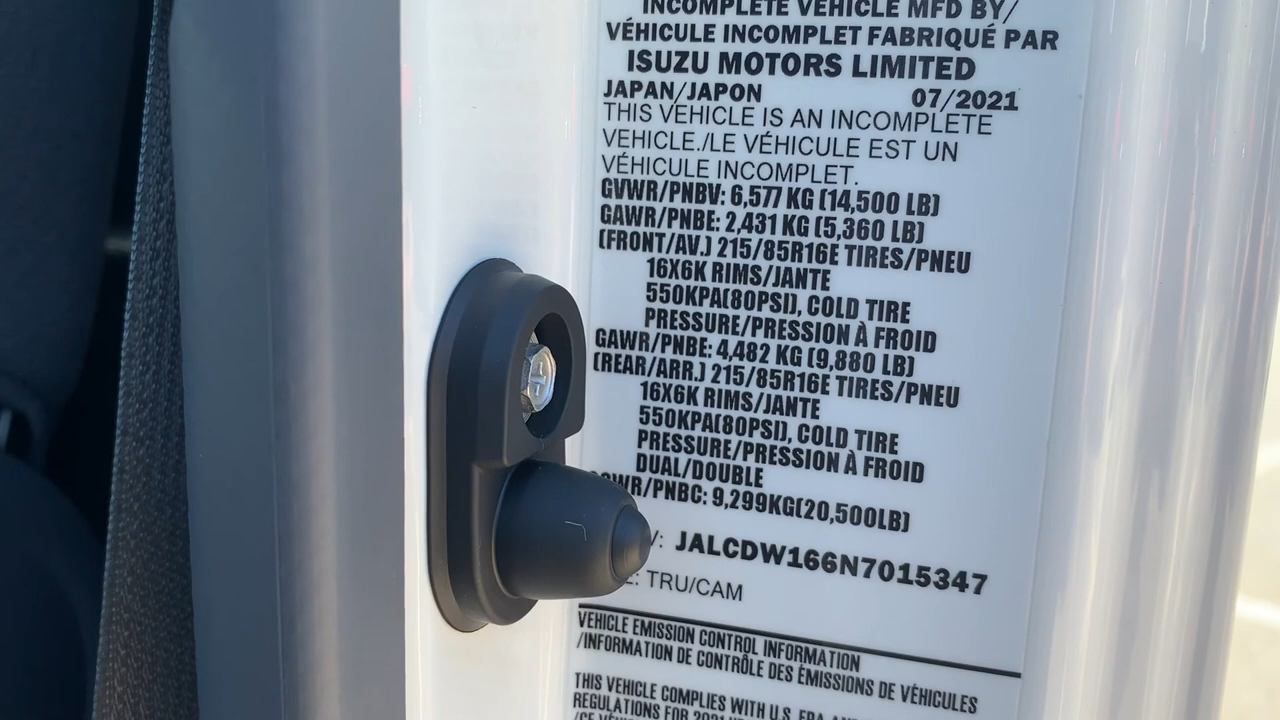 INCOMPLETE VEHICLE MFD BY/
VÉHICULE INCOMPLET FABRIQUÉ PAR
ISUZU MOTORS LIMITED
JAPAN/JAPON 07/2021
THIS VEHICLE IS AN INCOMPLETE
VEHICLE./LE VÉHICULE EST UN
VÉHICULE INCOMPLET.
GVWR/PNBV: 6,577 KG (14,500 LB)
GAWR/PNBE: 2,431 KG (5,360 LB)
(FRONT/AV.) 215/85R16E TIRES/PNEU
16X6K RIMS/JANTE
550KPA(80PSI), COLD TIRE
PRESSURE/PRESSION À FROID
GAWR/PNBE: 4,482 KG (9,880 LB)
(REAR/ARR.) 215/85R16E TIRES/PNEU
16X6K RIMS/JANTE
550KPA(80PSI), COLD TIRE
PRESSURE/PRESSION À FROID
DUAL/DOUBLE
/PNBC: 9,299KG(20,500LB)
JALCDW166N7015347
: TRU/CAM
VEHICLE EMISSION CONTROL INFORMATION
/INFORMATION DE CONTRÔLE DES ÉMISSIONS DE VÉHICULES
THIS VEHICLE COMPLIES WITH U.S. EPA AND
REGULATIONS FOR 2021